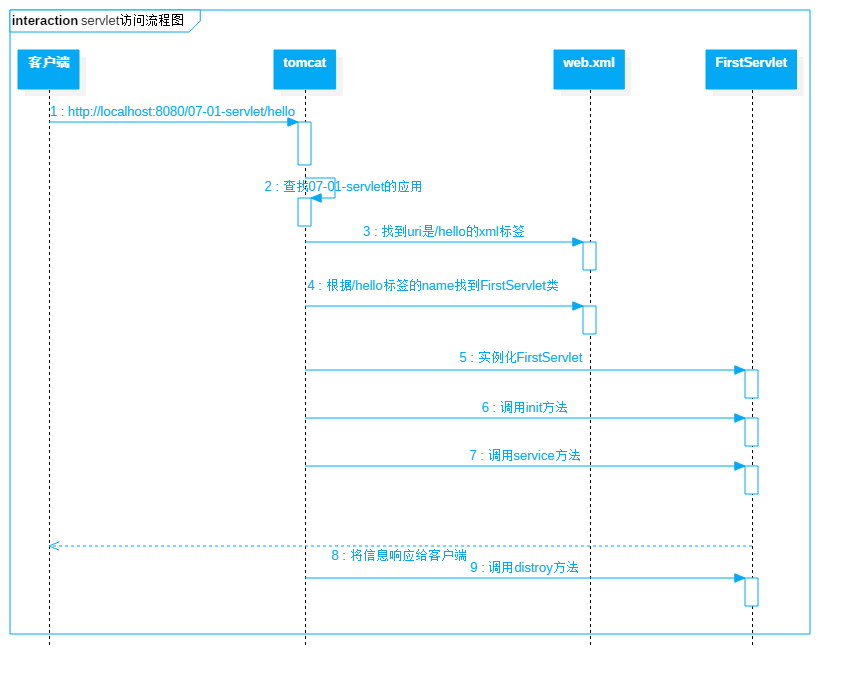 interaction servlet访问流程图
客户端
tomcat
web.xml
FirstServlet
1 : http://localhost:8080/07-01-servlet/hello
2 : 查找07-01-servlet的应用
3 : 找到uri是/hello的xml标签
4 : 根据/hello标签的name找到FirstServlet类
5 : 实例化FirstServlet
6 : 调用init方法
7 : 调用service方法
8 : 将信息响应给客户端
9 : 调用distroy方法